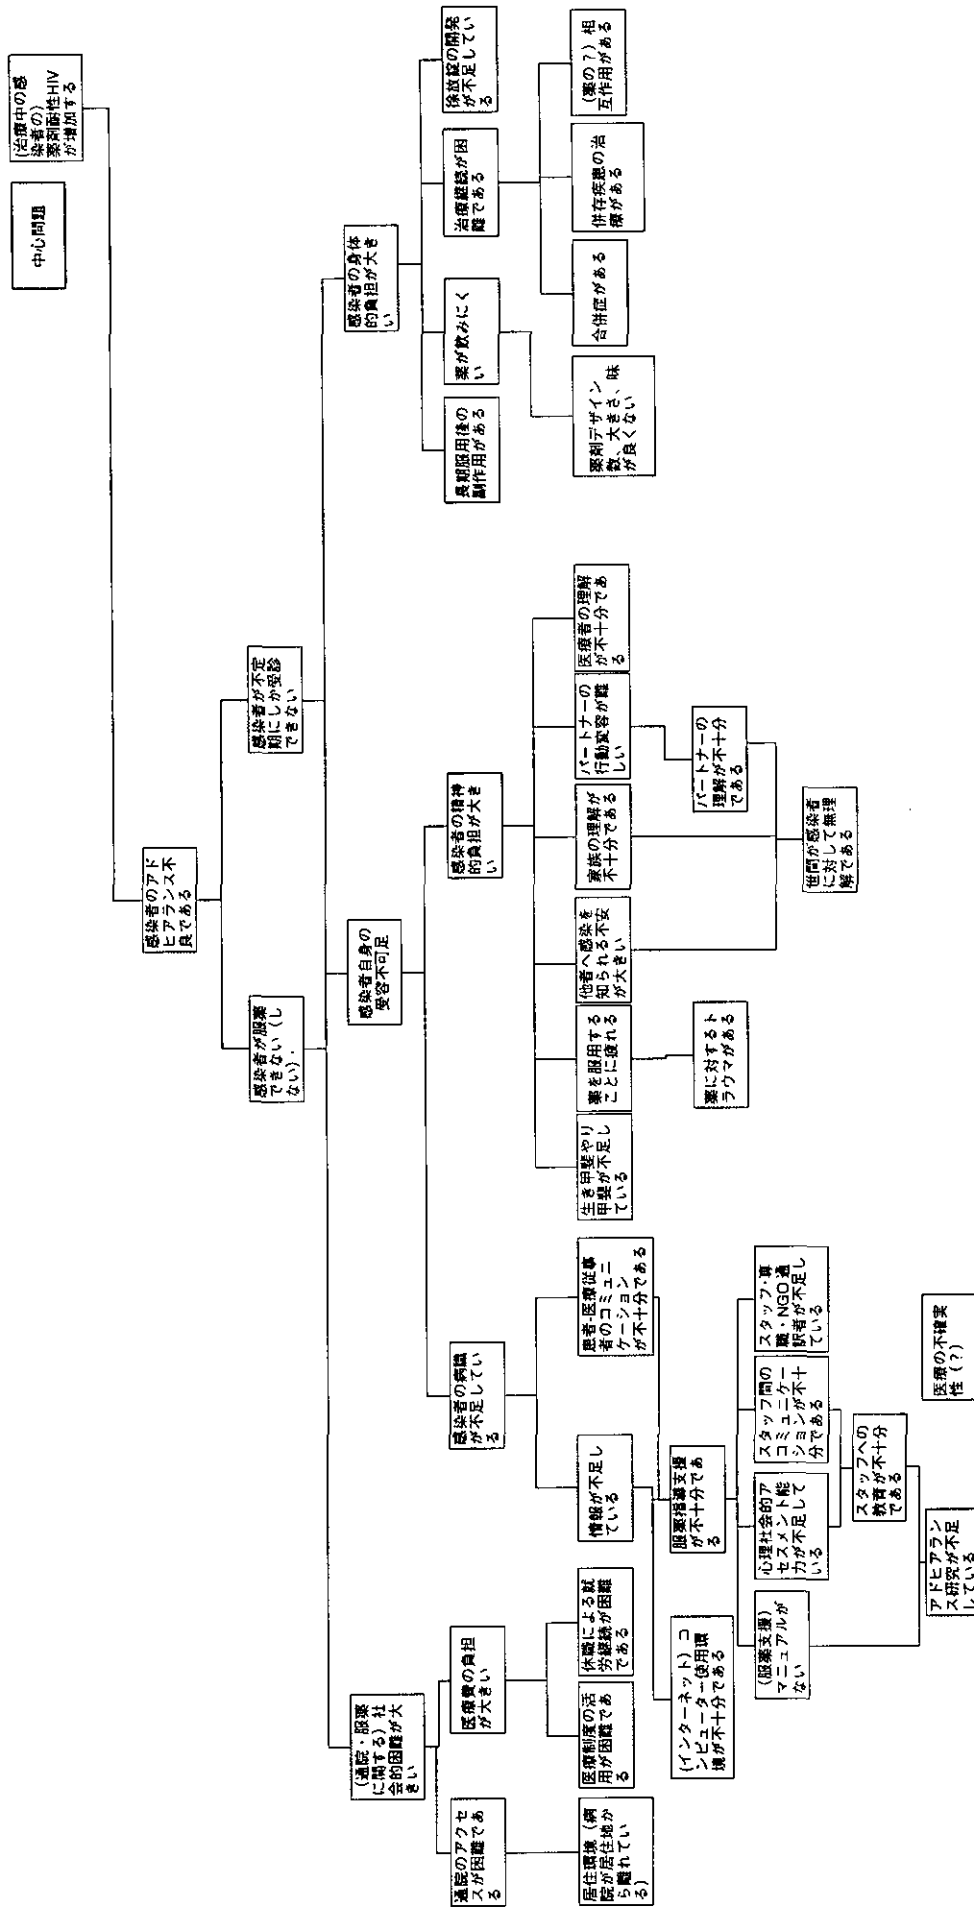 中心問題
(治療中の感
染者の)
薬剤耐性HIV
が増加する
感染者のアド
ヒアランス不
良である
感染者が服薬
できない (し
ない).
感染者が不定
期にしか受診
できない
(通院・服薬
に関する) 社
会的困難が大
きい
感染者自身の
受容不可足
感染者の身体
的負担が大き
い
通院のアクセ
スが困難であ
る
医療費の負担
が大きい
感染者の病識
が不足してい
る
感染者の精神
的負担が大き
い
長期服用後の
副作用がある
薬が飲みにく
い
治療継続が困
難である
徐放錠の開発
が不足してい
る
居住環境 (病
院が居住地か
ら離れてい
る)
医療制度の活
用が困難であ
る
休職による就
労継続が困難
である
情報が不足し
ている
患者-医療従事
者のコミュニ
ケーション
が不十分である
生き甲斐やり
甲斐が不足し
ている
薬を服用する
ことに疲れる
他者へ感染を
知られる不安
が大きい
家族の理解が
不十分である
パートナーの
行動変容が難
しい
医療者の理解
が不十分であ
る
薬剤デザイン
数、大きさ、味
が良くない
合併症がある
併存疾患の治
療がある
(薬の?) 相
互作用がある
(インターネット) コ
ンピューター使用環
境が不十分である
服薬指導支援
が不十分であ
る
薬に対するト
ラウマがある
パートナーの
理解が不十分
である
(服薬支援)
マニュアルが
ない
心理社会的ア
セスメント能
力が不足して
いる
スタッフ間の
コミュニケー
ションが不十
分である
スタッフ・専
職・NGO通
訳者が不足し
ている
世間が感染者
に対して無理
解である
スタッフへの
教育が不十分
である
アドヒアラン
ス研究が不足
している
医療の不確実
性 (?)